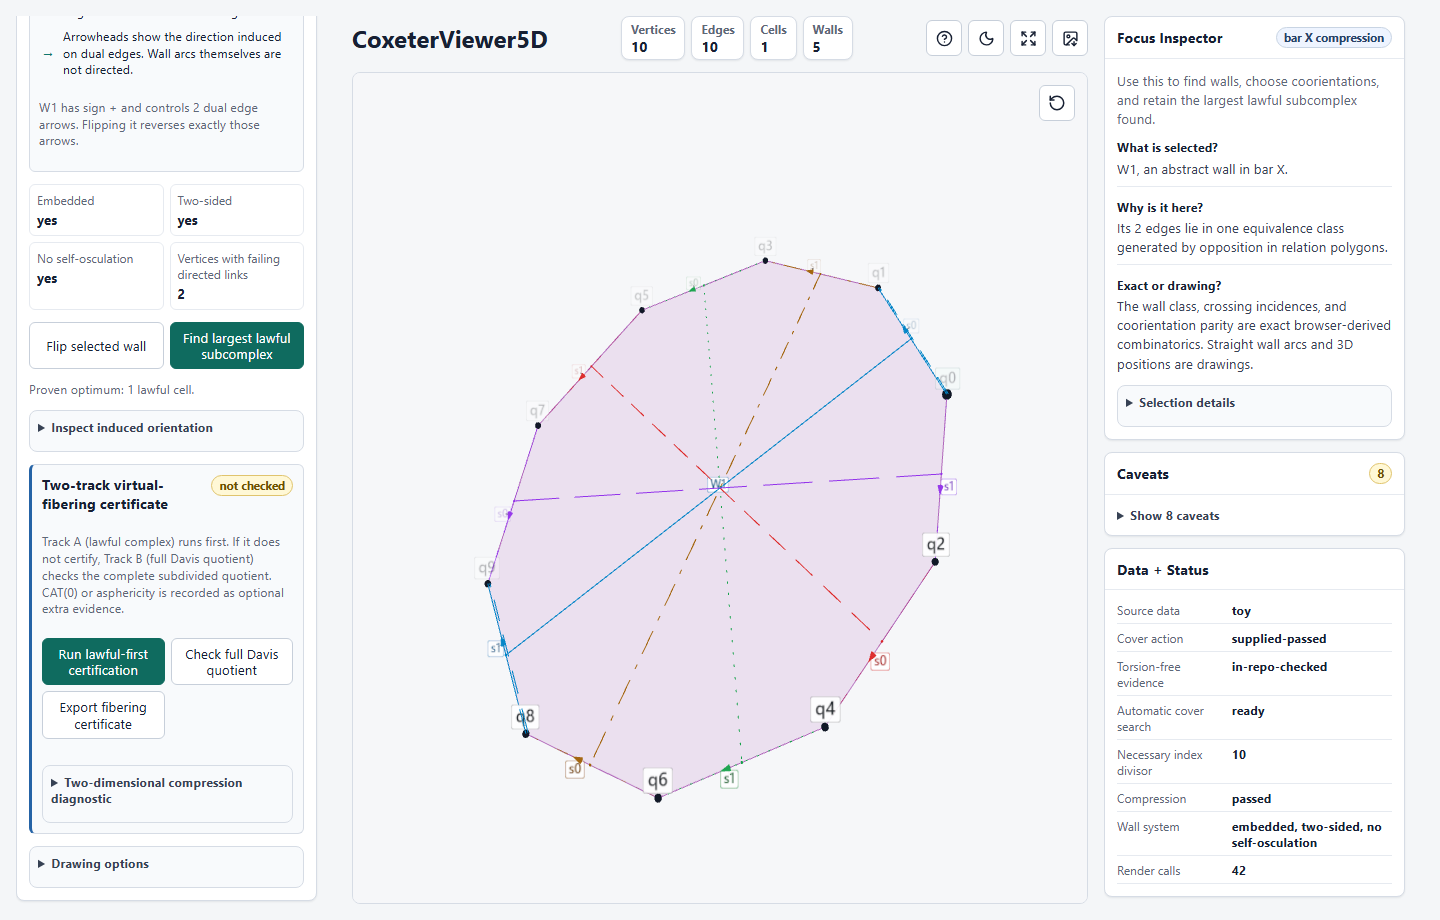 Arrowheads show the direction induced
→ on dual edges. Wall arcs themselves are
not directed.
W1 has sign + and controls 2 dual edge
arrows. Flipping it reverses exactly those
arrows.
Embedded
yes
Two-sided
yes
No self-osculation
yes
Vertices with failing
directed links
2
Flip selected wall
Find largest lawful
subcomplex
Proven optimum: 1 lawful cell.
▶ Inspect induced orientation
Two-track virtual-
fibering certificate
not checked
Track A (lawful complex) runs first. If it does
not certify, Track B (full Davis quotient)
checks the complete subdivided quotient.
CAT(0) or asphericity is recorded as optional
extra evidence.
Run lawful-first
certification
Check full Davis
quotient
Export fibering
certificate
▶ Two-dimensional compression
diagnostic
▶ Drawing options
CoxeterViewer5D
Vertices
10
Edges
10
Cells
1
Walls
5
q3
s1
q1
s0
q5
s0
q0
s1
q7
W1
s1
s0
q2
q9
s1
s0
q8
q4
s0
q6
s1
Focus Inspector
bar X compression
Use this to find walls, choose coorientations,
and retain the largest lawful subcomplex
found.
What is selected?
W1, an abstract wall in bar X.
Why is it here?
Its 2 edges lie in one equivalence class
generated by opposition in relation polygons.
Exact or drawing?
The wall class, crossing incidences, and
coorientation parity are exact browser-derived
combinatorics. Straight wall arcs and 3D
positions are drawings.
▶ Selection details
Caveats
8
▶ Show 8 caveats
Data + Status
Source data toy
Cover action supplied-passed
Torsion-free
evidence
in-repo-checked
Automatic cover
search
ready
Necessary index
divisor
10
Compression passed
Wall system embedded, two-sided, no
self-osculation
Render calls 42